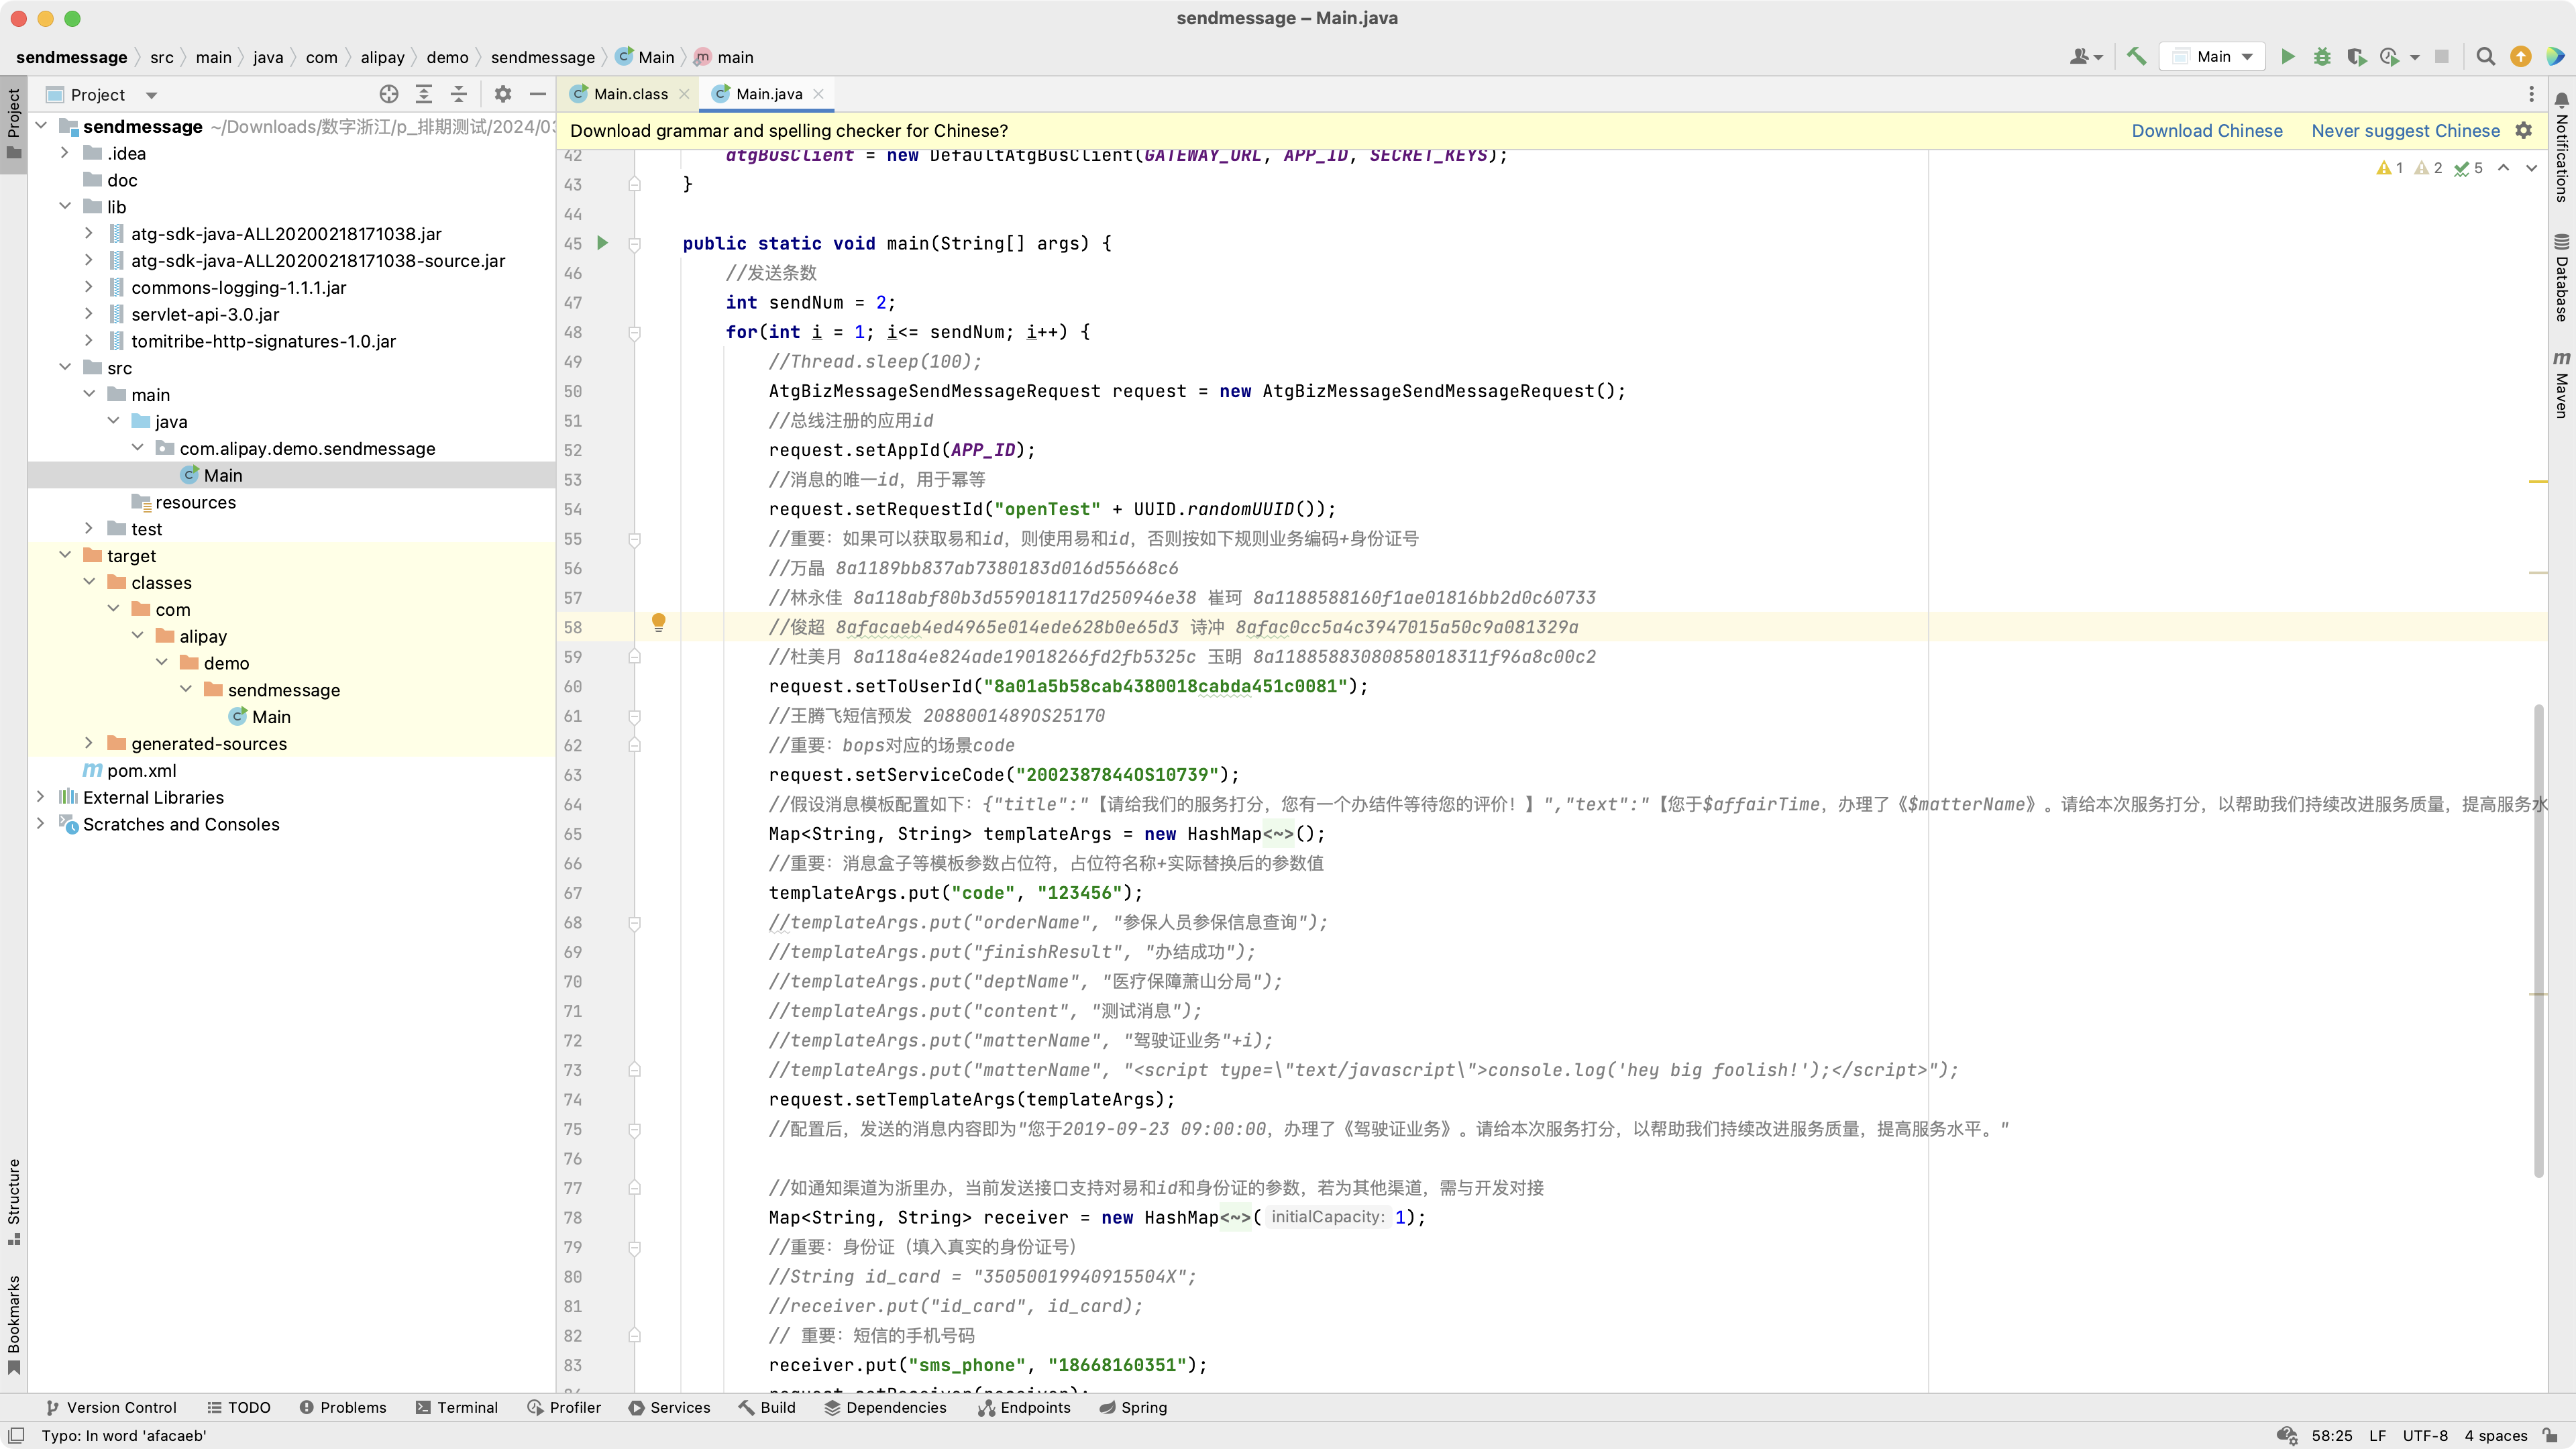 sendmessage – Main.java
sendmessage src main java com alipay demo sendmessage Main main
Main
Project
Main.class
Main.java
sendmessage ~/Downloads/数字浙江/p_排期测试/2024/03
.idea
doc
lib
atg-sdk-java-ALL20200218171038.jar
atg-sdk-java-ALL20200218171038-source.jar
commons-logging-1.1.1.jar
servlet-api-3.0.jar
tomitribe-http-signatures-1.0.jar
src
main
java
com.alipay.demo.sendmessage
Main
resources
test
target
classes
com
alipay
demo
sendmessage
Main
generated-sources
pom.xml
External Libraries
Scratches and Consoles
Project
Structure
Bookmarks
Download grammar and spelling checker for Chinese? Download Chinese Never suggest Chinese
1 2 5
42 atgBusClient = new DefaultAtgBusClient(GATEWAY_URL, APP_ID, SECRET_KEYS);
43 }
44
45 public static void main(String[] args) {
46 //发送条数
47 int sendNum = 2;
48 for(int i = 1; i<= sendNum; i++) {
49 //Thread.sleep(100);
50 AtgBizMessageSendMessageRequest request = new AtgBizMessageSendMessageRequest();
51 //总线注册的应用id
52 request.setAppId(APP_ID);
53 //消息的唯一id，用于幂等
54 request.setRequestId("openTest" + UUID.randomUUID());
55 //重要：如果可以获取易和id，则使用易和id，否则按如下规则业务编码+身份证号
56 //万晶 8a1189bb837ab7380183d016d55668c6
57 //林永佳 8a118abf80b3d559018117d250946e38 崔珂 8a1188588160f1ae01816bb2d0c60733
58 //俊超 8afacaeb4ed4965e014ede628b0e65d3 诗冲 8afac0cc5a4c3947015a50c9a081329a
59 //杜美月 8a118a4e824ade19018266fd2fb5325c 玉明 8a11885883080858018311f96a8c00c2
60 request.setToUserId("8a01a5b58cab4380018cabda451c0081");
61 //王腾飞短信预发 2088001489OS25170
62 //重要：bops对应的场景code
63 request.setServiceCode("2002387844OS10739");
64 //假设消息模板配置如下：{"title":"【请给我们的服务打分，您有一个办结件等待您的评价！】","text":"【您于$affairTime，办理了《$matterName》。请给本次服务打分，以帮助我们持续改进服务质量，提高服务水
65 Map<String, String> templateArgs = new HashMap<~>();
66 //重要：消息盒子等模板参数占位符，占位符名称+实际替换后的参数值
67 templateArgs.put("code", "123456");
68 //templateArgs.put("orderName", "参保人员参保信息查询");
69 //templateArgs.put("finishResult", "办结成功");
70 //templateArgs.put("deptName", "医疗保障萧山分局");
71 //templateArgs.put("content", "测试消息");
72 //templateArgs.put("matterName", "驾驶证业务"+i);
73 //templateArgs.put("matterName", "<script type=\"text/javascript\">console.log('hey big foolish!');</script>");
74 request.setTemplateArgs(templateArgs);
75 //配置后，发送的消息内容即为"您于2019-09-23 09:00:00，办理了《驾驶证业务》。请给本次服务打分，以帮助我们持续改进服务质量，提高服务水平。"
76
77 //如通知渠道为浙里办，当前发送接口支持对易和id和身份证的参数，若为其他渠道，需与开发对接
78 Map<String, String> receiver = new HashMap<~>( initialCapacity: 1);
79 //重要：身份证（填入真实的身份证号）
80 //String id_card = "35050019940915504X";
81 //receiver.put("id_card", id_card);
82 // 重要：短信的手机号码
83 receiver.put("sms_phone", "18668160351");
request.setReceiver(receiver);
Notifications
Database
Maven
Version Control TODO Problems Terminal Profiler Services Build Dependencies Endpoints Spring
Typo: In word 'afacaeb' 58:25 LF UTF-8 4 spaces